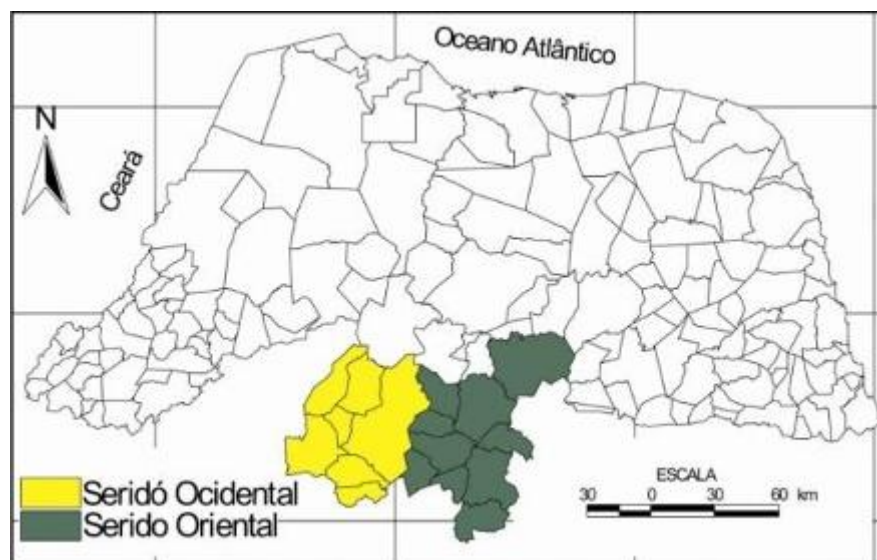 Oceano Atlântico
N
Ceará
ESCALA
30 0 30 60 km
Seridó Ocidental
Serido Oriental